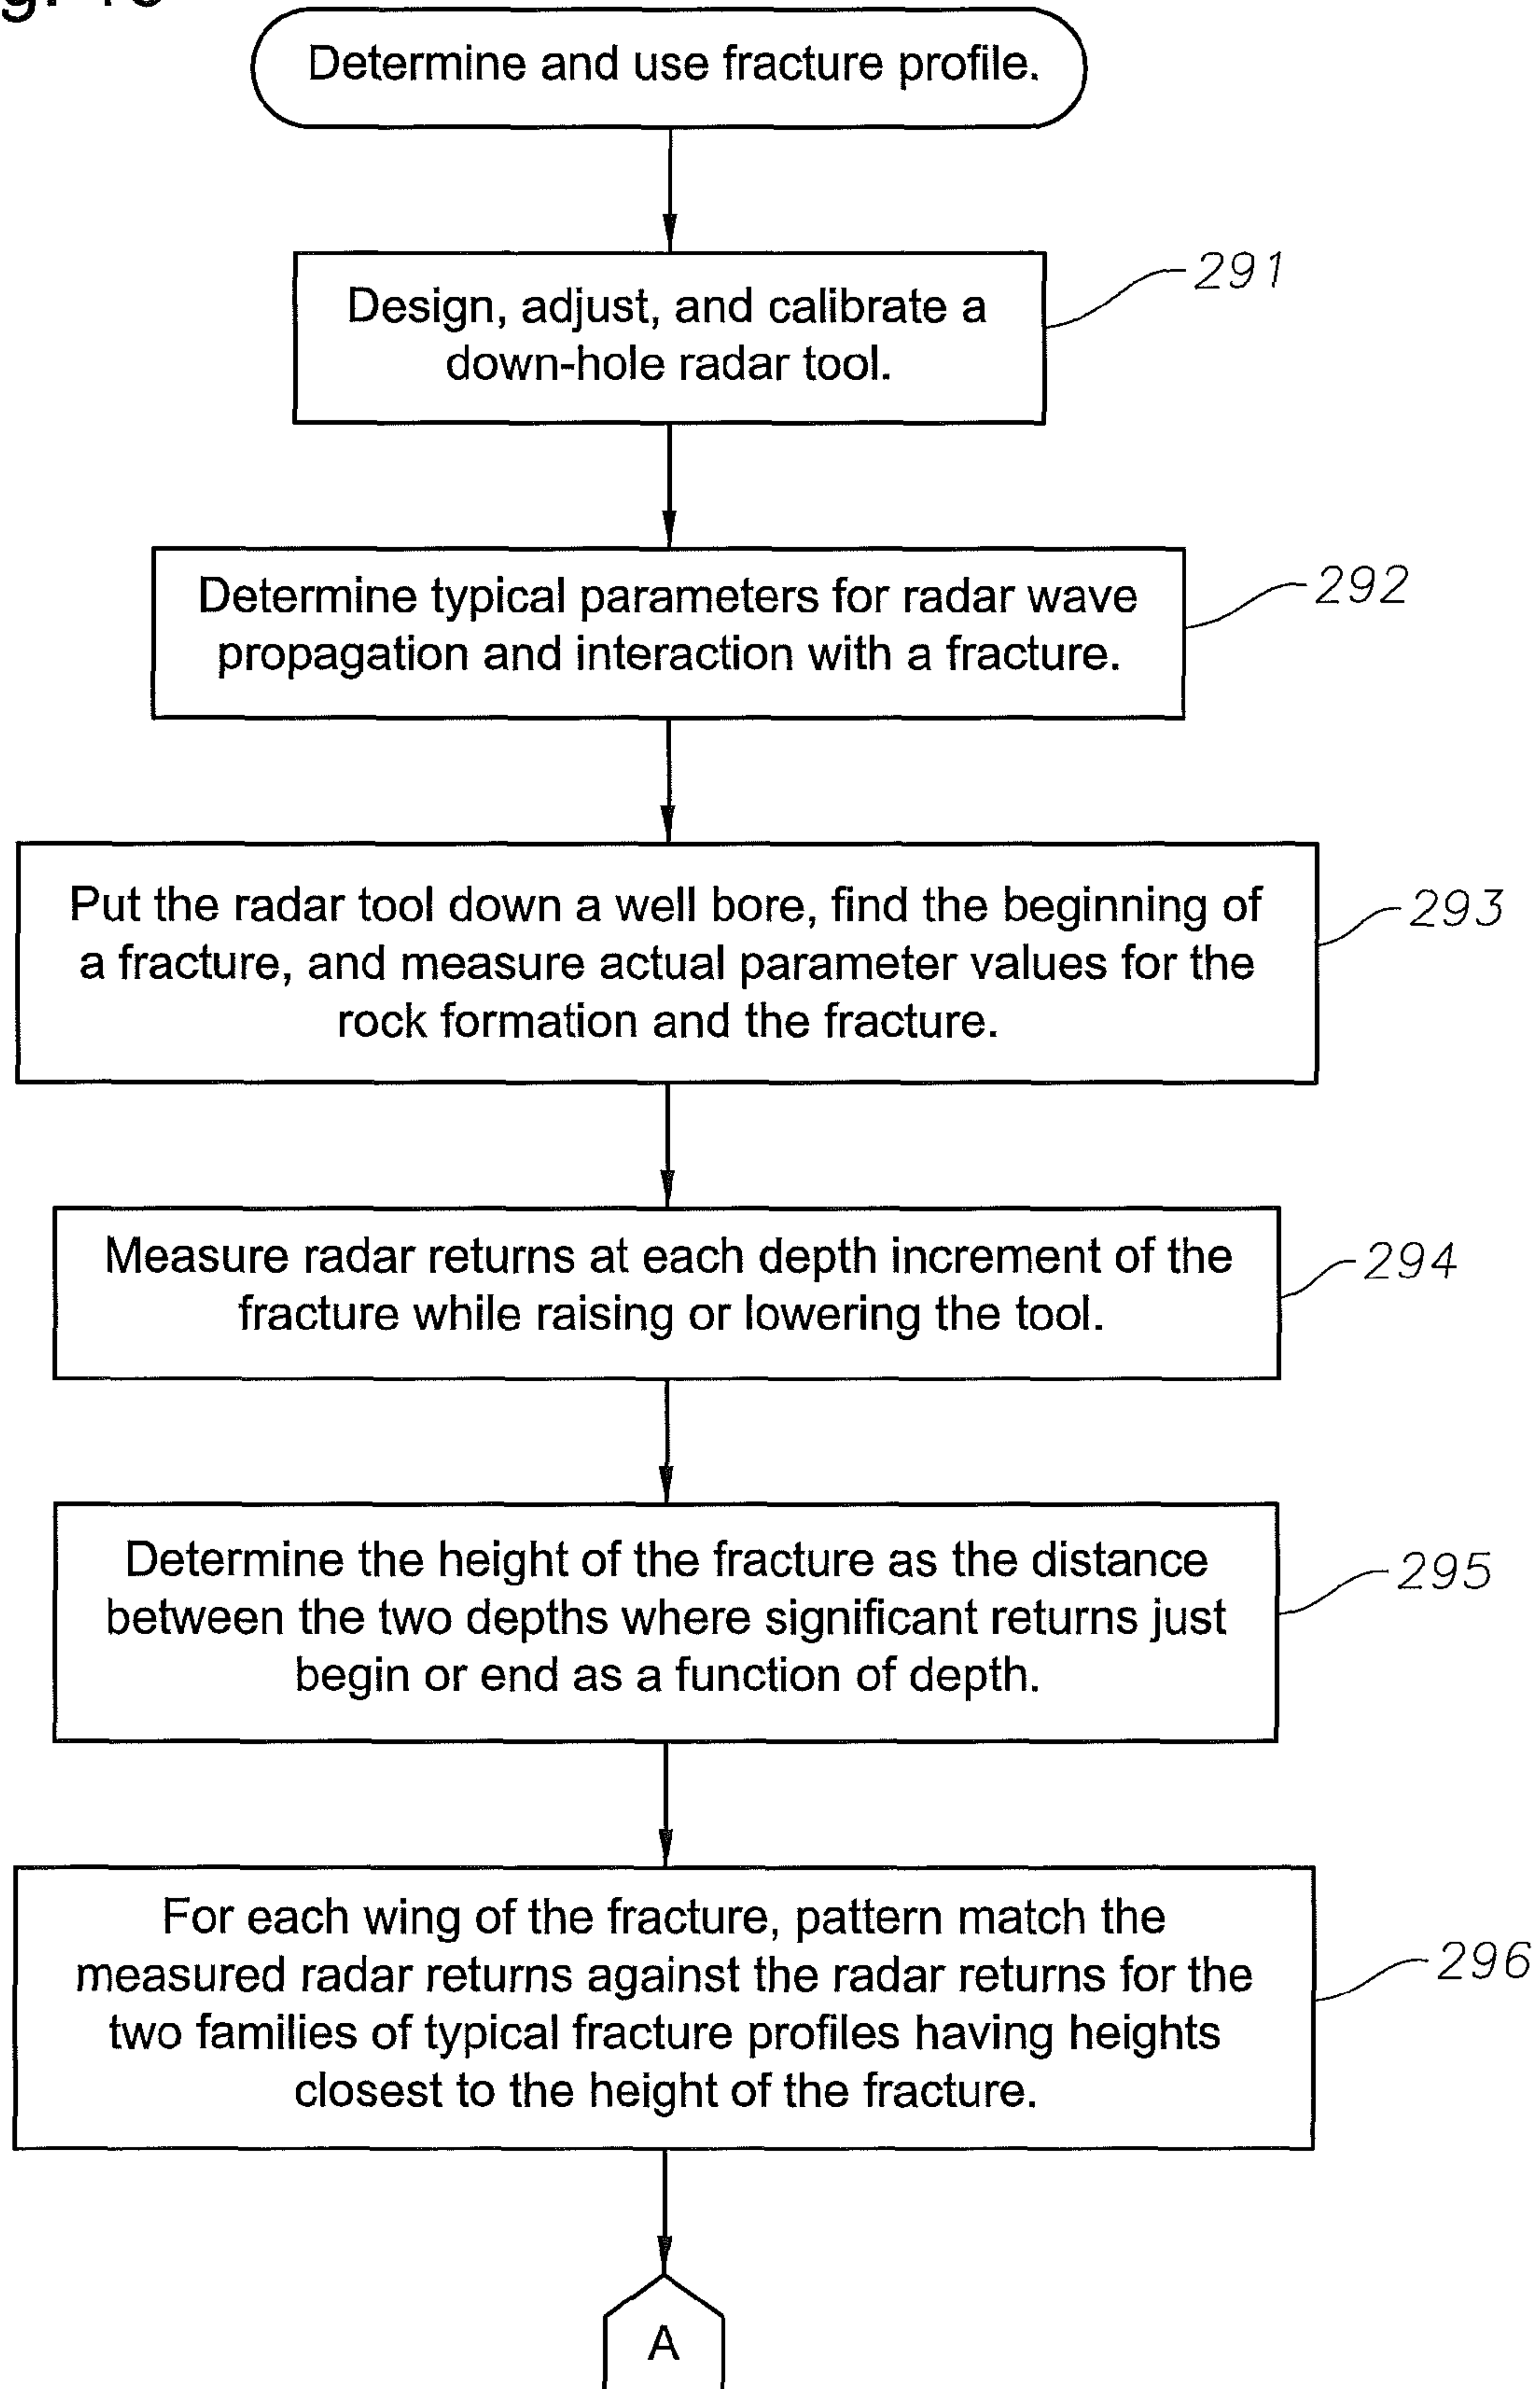 Determine and use fracture profile.
Design, adjust, and calibrate a
down-hole radar tool.
291
Determine typical parameters for radar wave
propagation and interaction with a fracture.
292
Put the radar tool down a well bore, find the beginning of
a fracture, and measure actual parameter values for the
rock formation and the fracture.
293
Measure radar returns at each depth increment of the
fracture while raising or lowering the tool.
294
Determine the height of the fracture as the distance
between the two depths where significant returns just
begin or end as a function of depth.
295
For each wing of the fracture, pattern match the
measured radar returns against the radar returns for the
two families of typical fracture profiles having heights
closest to the height of the fracture.
296
A